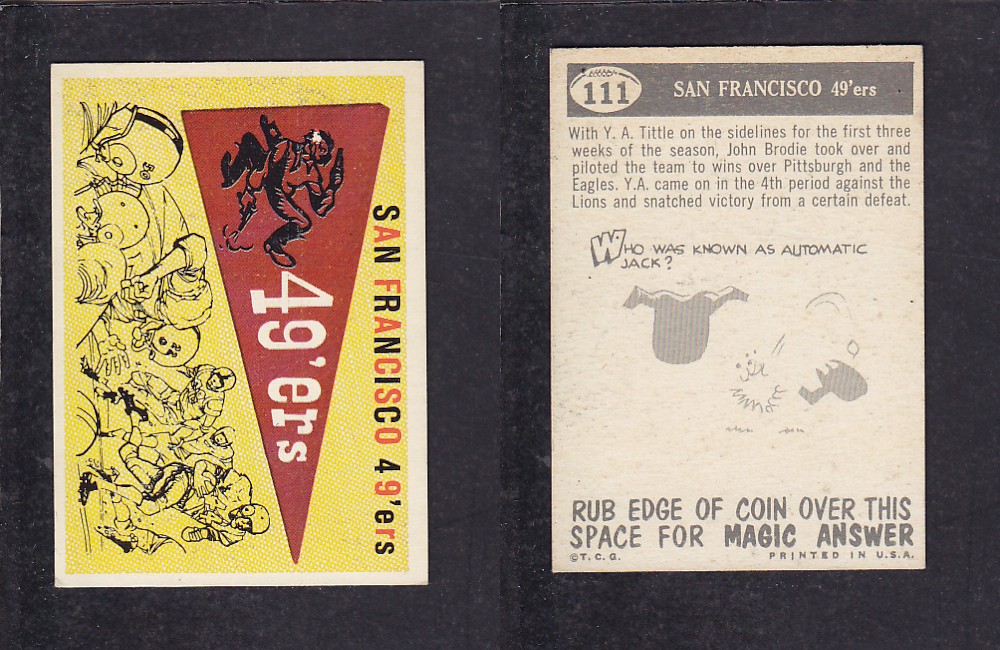 SAN FRANCISCO 49'ers
49'ers
111
SAN FRANCISCO 49'ers
With Y. A. Tittle on the sidelines for the first three
weeks of the season, John Brodie took over and
piloted the team to wins over Pittsburgh and the
Eagles. Y.A. came on in the 4th period against the
Lions and snatched victory from a certain defeat.
WHO WAS KNOWN AS AUTOMATIC
JACK?
RUB EDGE OF COIN OVER THIS
SPACE FOR MAGIC ANSWER
©T. C. G.
PRINTED IN U.S.A.